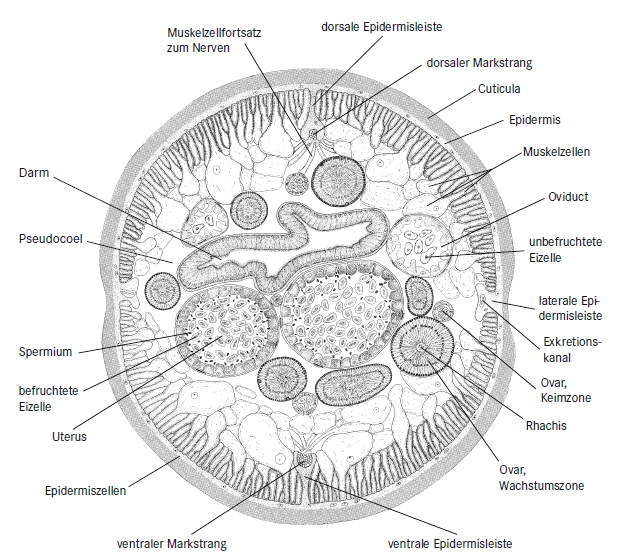 Muskelzellfortsatz
zum Nerven
dorsale Epidermisleiste
dorsaler Markstrang
Cuticula
Epidermis
Muskelzellen
Darm
Oviduct
Pseudocoel
unbefruchtete
Eizelle
laterale Epi-
dermisleiste
Exkretions-
kanal
Spermium
befruchtete
Eizelle
Ovar,
Keimzone
Rhachis
Uterus
Ovar,
Wachstumszone
Epidermiszellen
ventraler Markstrang
ventrale Epidermisleiste